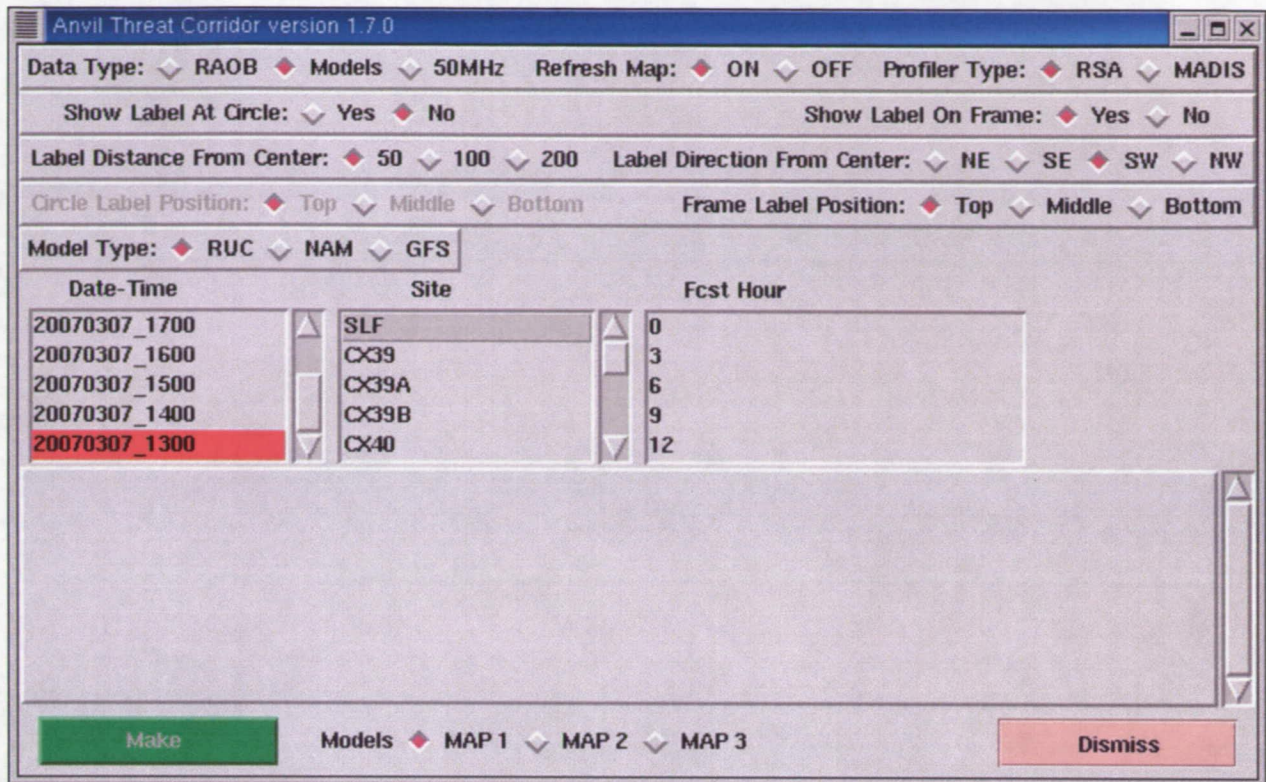 Anvil Threat Corridor version 1.7.0
Data Type: RAOB Models 50MHz Refresh Map: ON OFF Profiler Type: RSA MADIS
Show Label At Circle: Yes No Show Label On Frame: Yes No
Label Distance From Center: 50 100 200 Label Direction From Center: NE SE SW NW
Circle Label Position: Top Middle Bottom Frame Label Position: Top Middle Bottom
Model Type: RUC NAM GFS
Date-Time Site Fcst Hour
20070307_1700 SLF 0
20070307_1600 CX39 3
20070307_1500 CX39A 6
20070307_1400 CX39B 9
20070307_1300 CX40 12
Make Models MAP 1 MAP 2 MAP 3 Dismiss